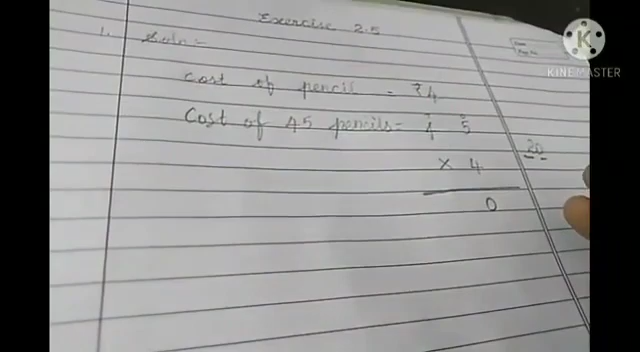 Exercise 2.5
1. Soln:-
Cost of pencil = ₹4
Cost of 45 pencils = 4 5
20
× 4
0
K
KINEMASTER